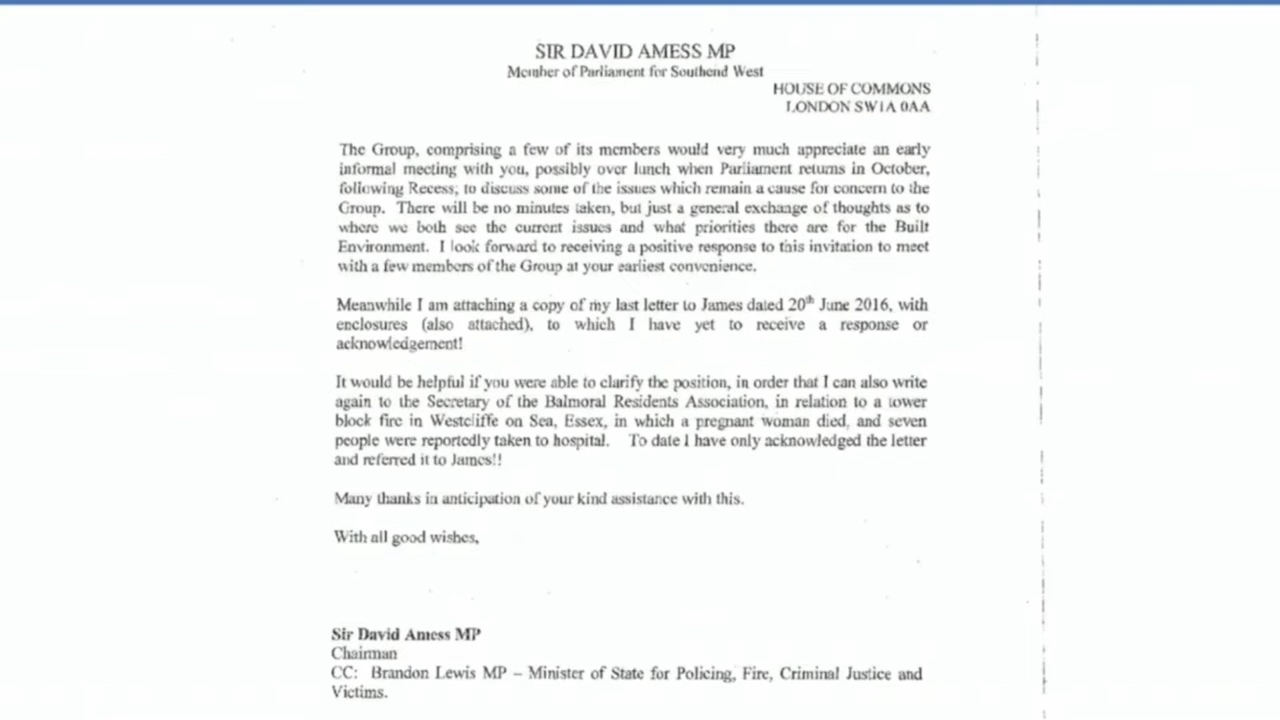 SIR DAVID AMESS MP
Member of Parliament for Southend West
HOUSE OF COMMONS
LONDON SW1A 0AA
The Group, comprising a few of its members would very much appreciate an early
informal meeting with you, possibly over lunch when Parliament returns in October,
following Recess; to discuss some of the issues which remain a cause for concern to the
Group. There will be no minutes taken, but just a general exchange of thoughts as to
where we both see the current issues and what priorities there are for the Built
Environment. I look forward to receiving a positive response to this invitation to meet
with a few members of the Group at your earliest convenience.
Meanwhile I am attaching a copy of my last letter to James dated 20th June 2016, with
enclosures (also attached), to which I have yet to receive a response or
acknowledgement!
It would be helpful if you were able to clarify the position, in order that I can also write
again to the Secretary of the Balmoral Residents Association, in relation to a tower
block fire in Westcliffe on Sea, Essex, in which a pregnant woman died, and seven
people were reportedly taken to hospital. To date I have only acknowledged the letter
and referred it to James!!
Many thanks in anticipation of your kind assistance with this.
With all good wishes,
Sir David Amess MP
Chairman
CC: Brandon Lewis MP – Minister of State for Policing, Fire, Criminal Justice and
Victims.